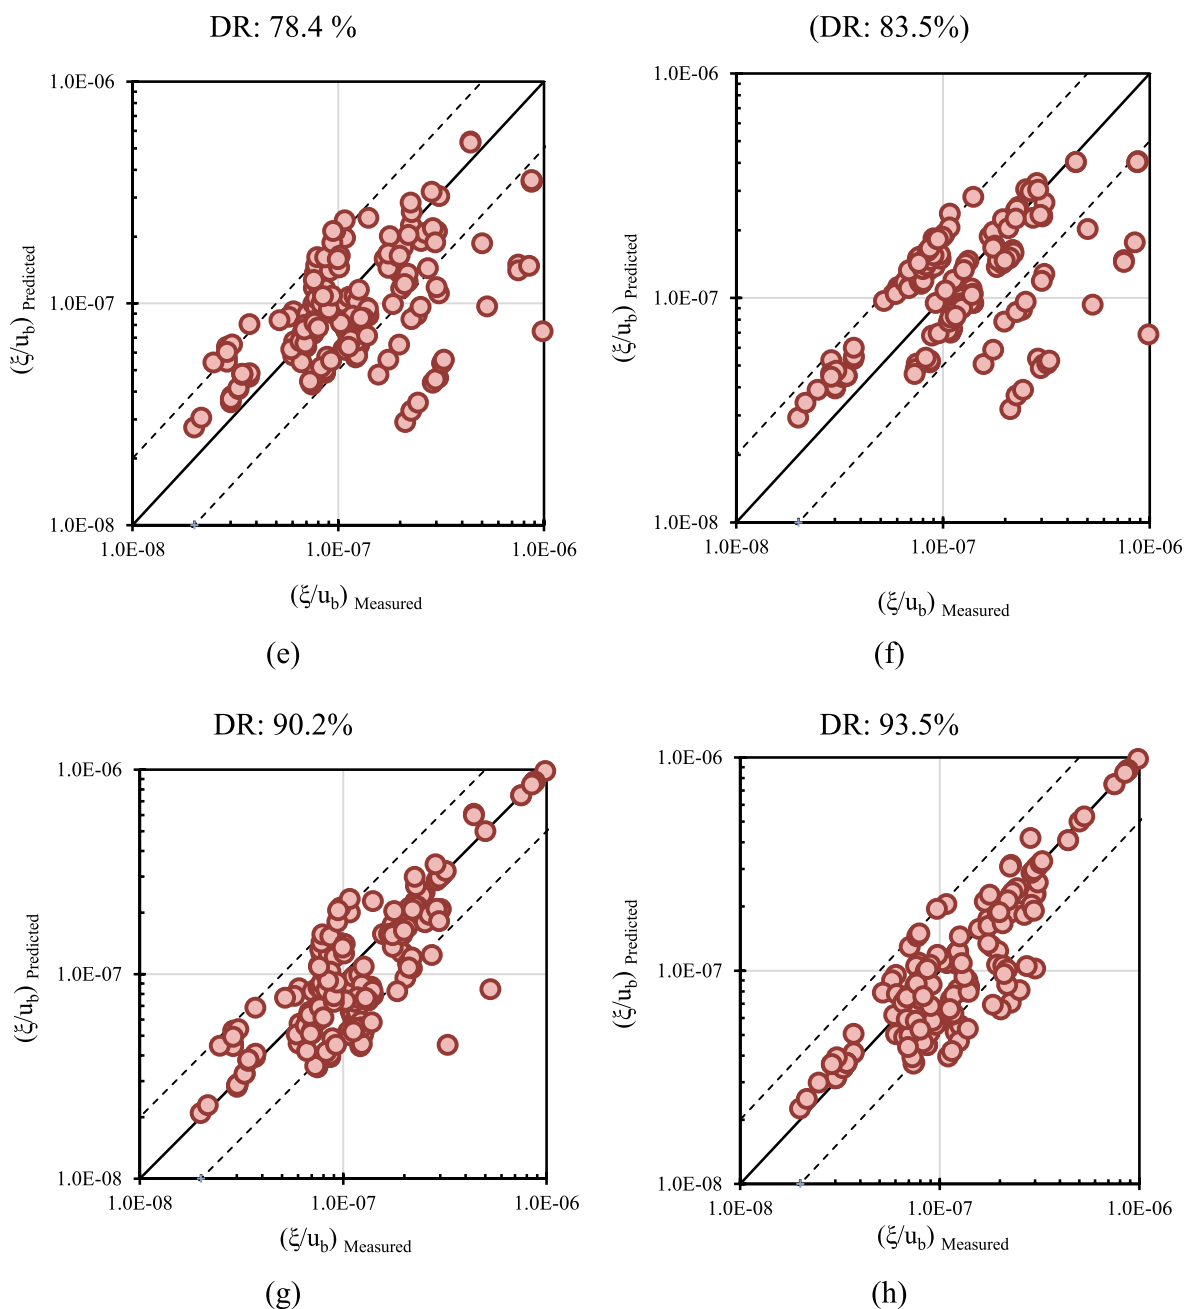 DR: 78.4 %
(DR: 83.5%)
1.0E-06
1.0E-07
1.0E-08
(ξ/u_b) Predicted
1.0E-08 1.0E-07 1.0E-06
(ξ/u_b) Measured
(e)
1.0E-06
1.0E-07
1.0E-08
(ξ/u_b) Predicted
1.0E-08 1.0E-07 1.0E-06
(ξ/u_b) Measured
(f)
DR: 90.2%
DR: 93.5%
1.0E-06
1.0E-07
1.0E-08
(ξ/u_b) Predicted
1.0E-08 1.0E-07 1.0E-06
(ξ/u_b) Measured
(g)
1.0E-06
1.0E-07
1.0E-08
(ξ/u_b) Predicted
1.0E-08 1.0E-07 1.0E-06
(ξ/u_b) Measured
(h)